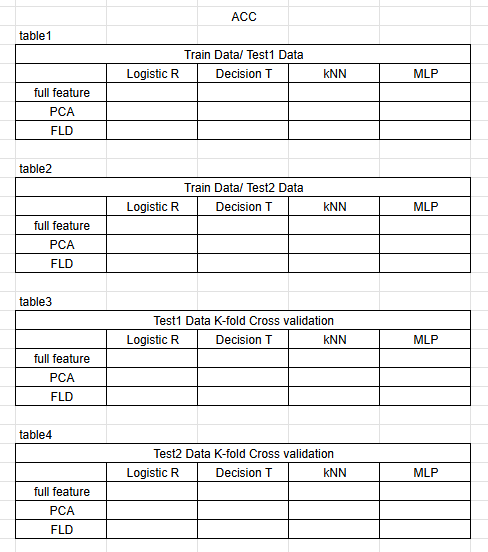 ACC
table1
Train Data/ Test1 Data
Logistic R Decision T kNN MLP
full feature
PCA
FLD
table2
Train Data/ Test2 Data
Logistic R Decision T kNN MLP
full feature
PCA
FLD
table3
Test1 Data K-fold Cross validation
Logistic R Decision T kNN MLP
full feature
PCA
FLD
table4
Test2 Data K-fold Cross validation
Logistic R Decision T kNN MLP
full feature
PCA
FLD